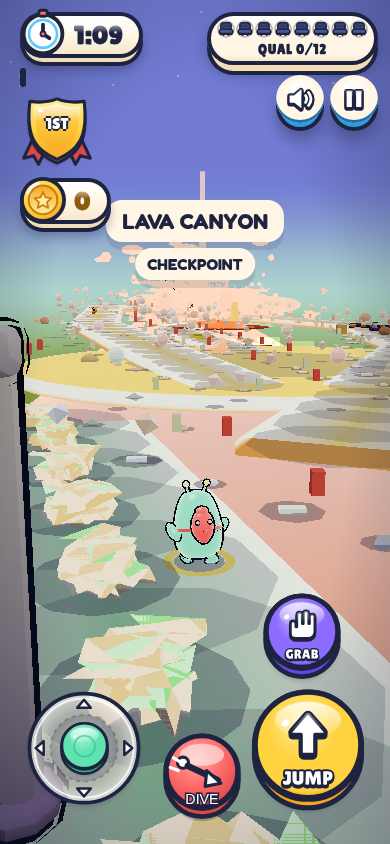 1:09
QUAL 0/12
1ST
0
LAVA CANYON
CHECKPOINT
GRAB
JUMP
DIVE